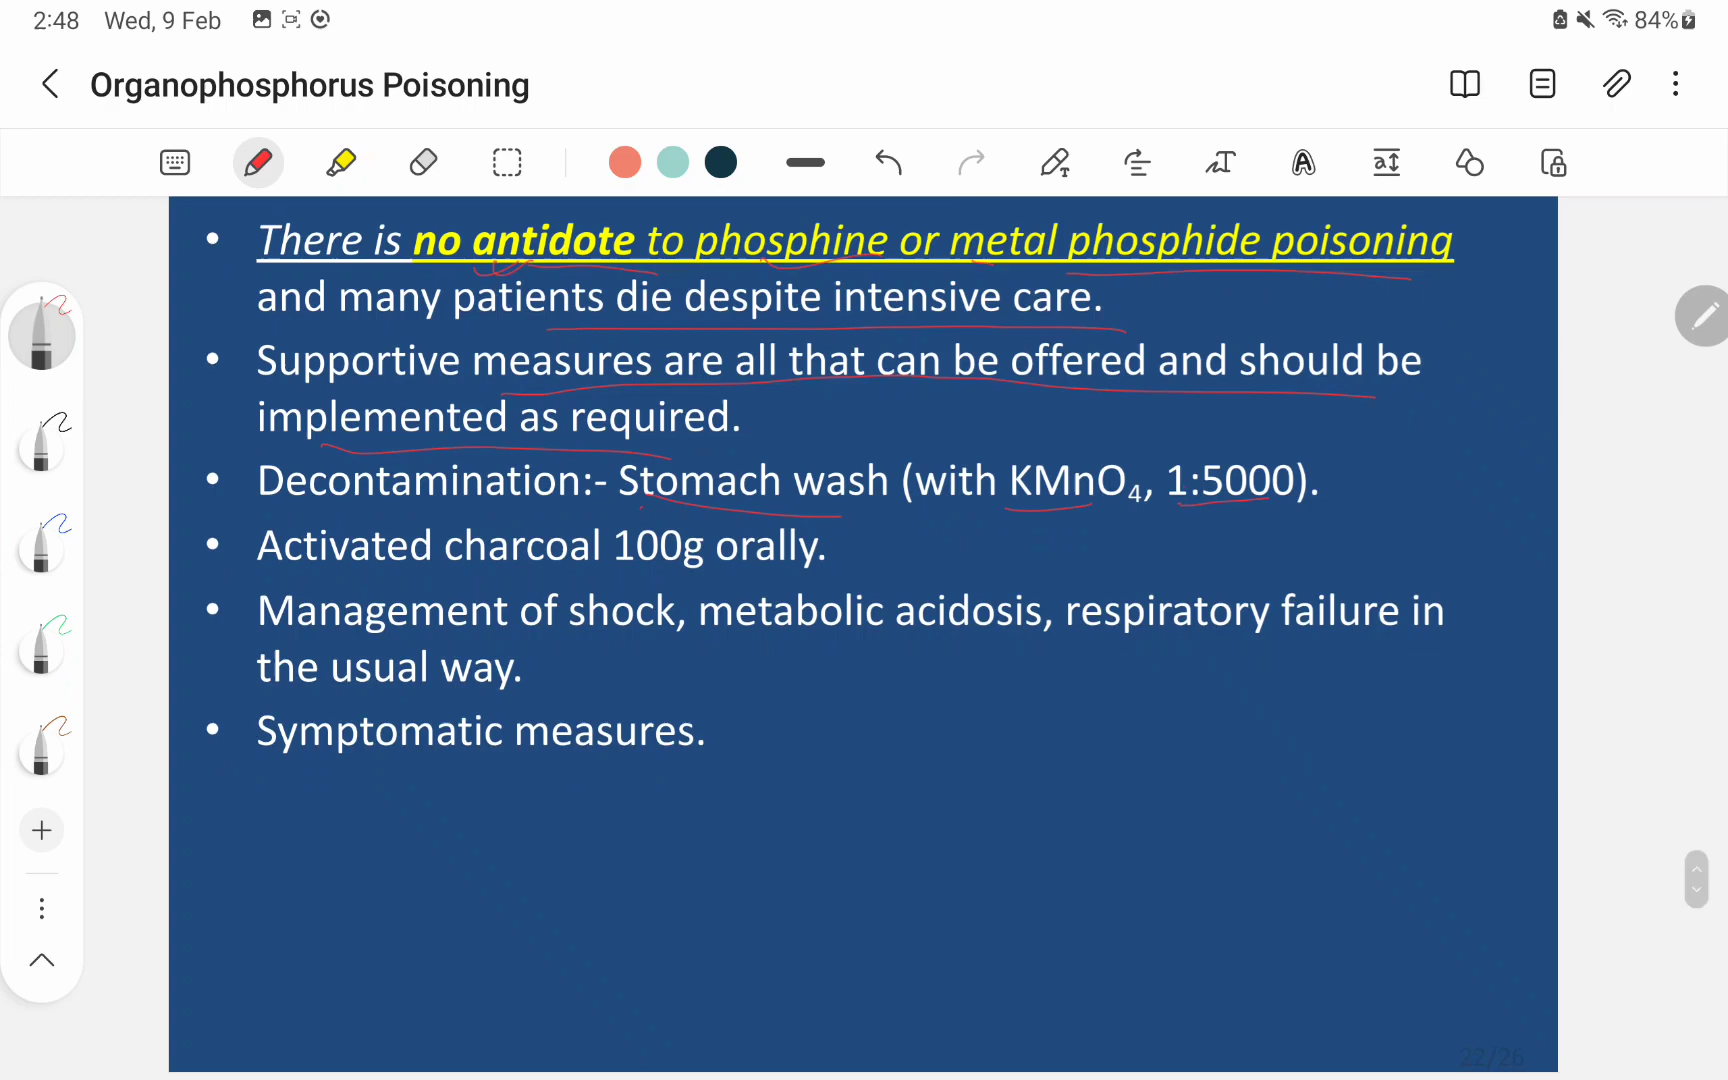 2:48 Wed, 9 Feb 84%
Organophosphorus Poisoning
• There is no antidote to phosphine or metal phosphide poisoning
and many patients die despite intensive care.
• Supportive measures are all that can be offered and should be
implemented as required.
• Decontamination:- Stomach wash (with KMnO₄, 1:5000).
• Activated charcoal 100g orally.
• Management of shock, metabolic acidosis, respiratory failure in
the usual way.
• Symptomatic measures.
22/26